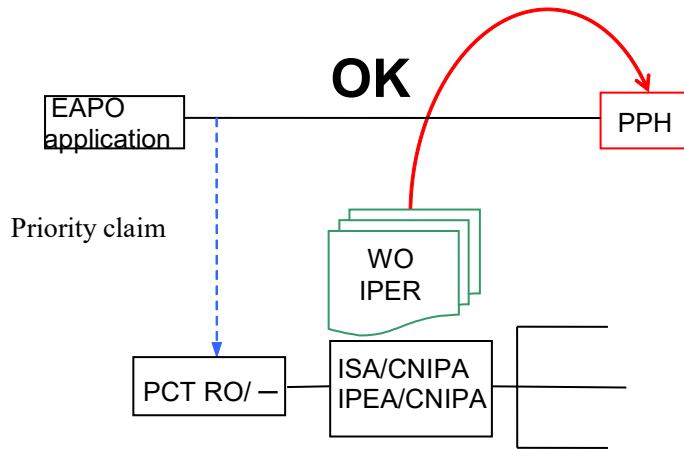 OK
EAPO
application
PPH
Priority claim
WO
IPER
PCT RO/ —
ISA/CNIPA
IPEA/CNIPA